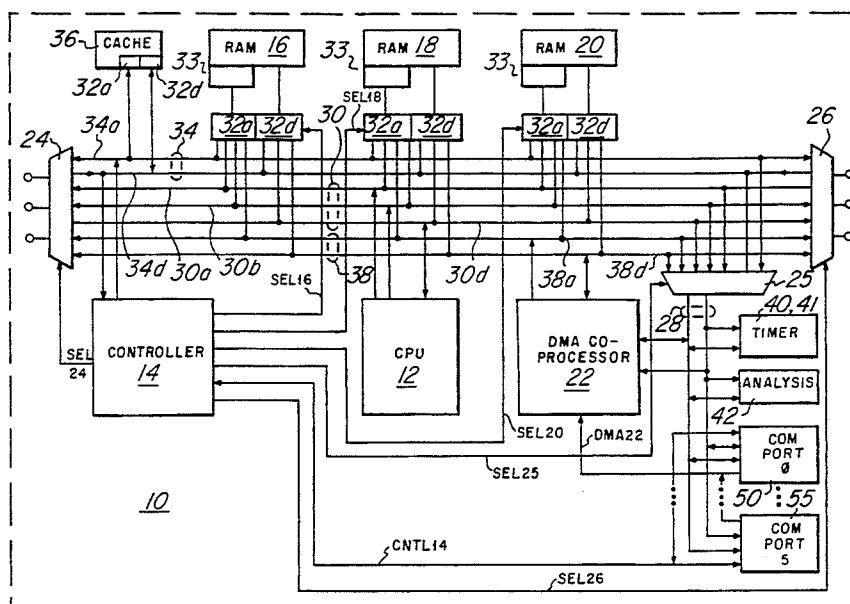 36 CACHE
32a 32d
RAM 16
33
RAM 18
33
RAM 20
33
SEL18
24
34a
34
32a 32d
30
32a 32d
32a 32d
26
34d
30a
30b
38
30d
38a
38d
25
SEL16
28
SEL
24
CONTROLLER
14
CPU
12
DMA CO-
PROCESSOR
22
40, 41
TIMER
ANALYSIS
42
SEL20
DMA22
SEL25
COM
PORT
0
50
55
COM
PORT
5
10
CNTL14
SEL26